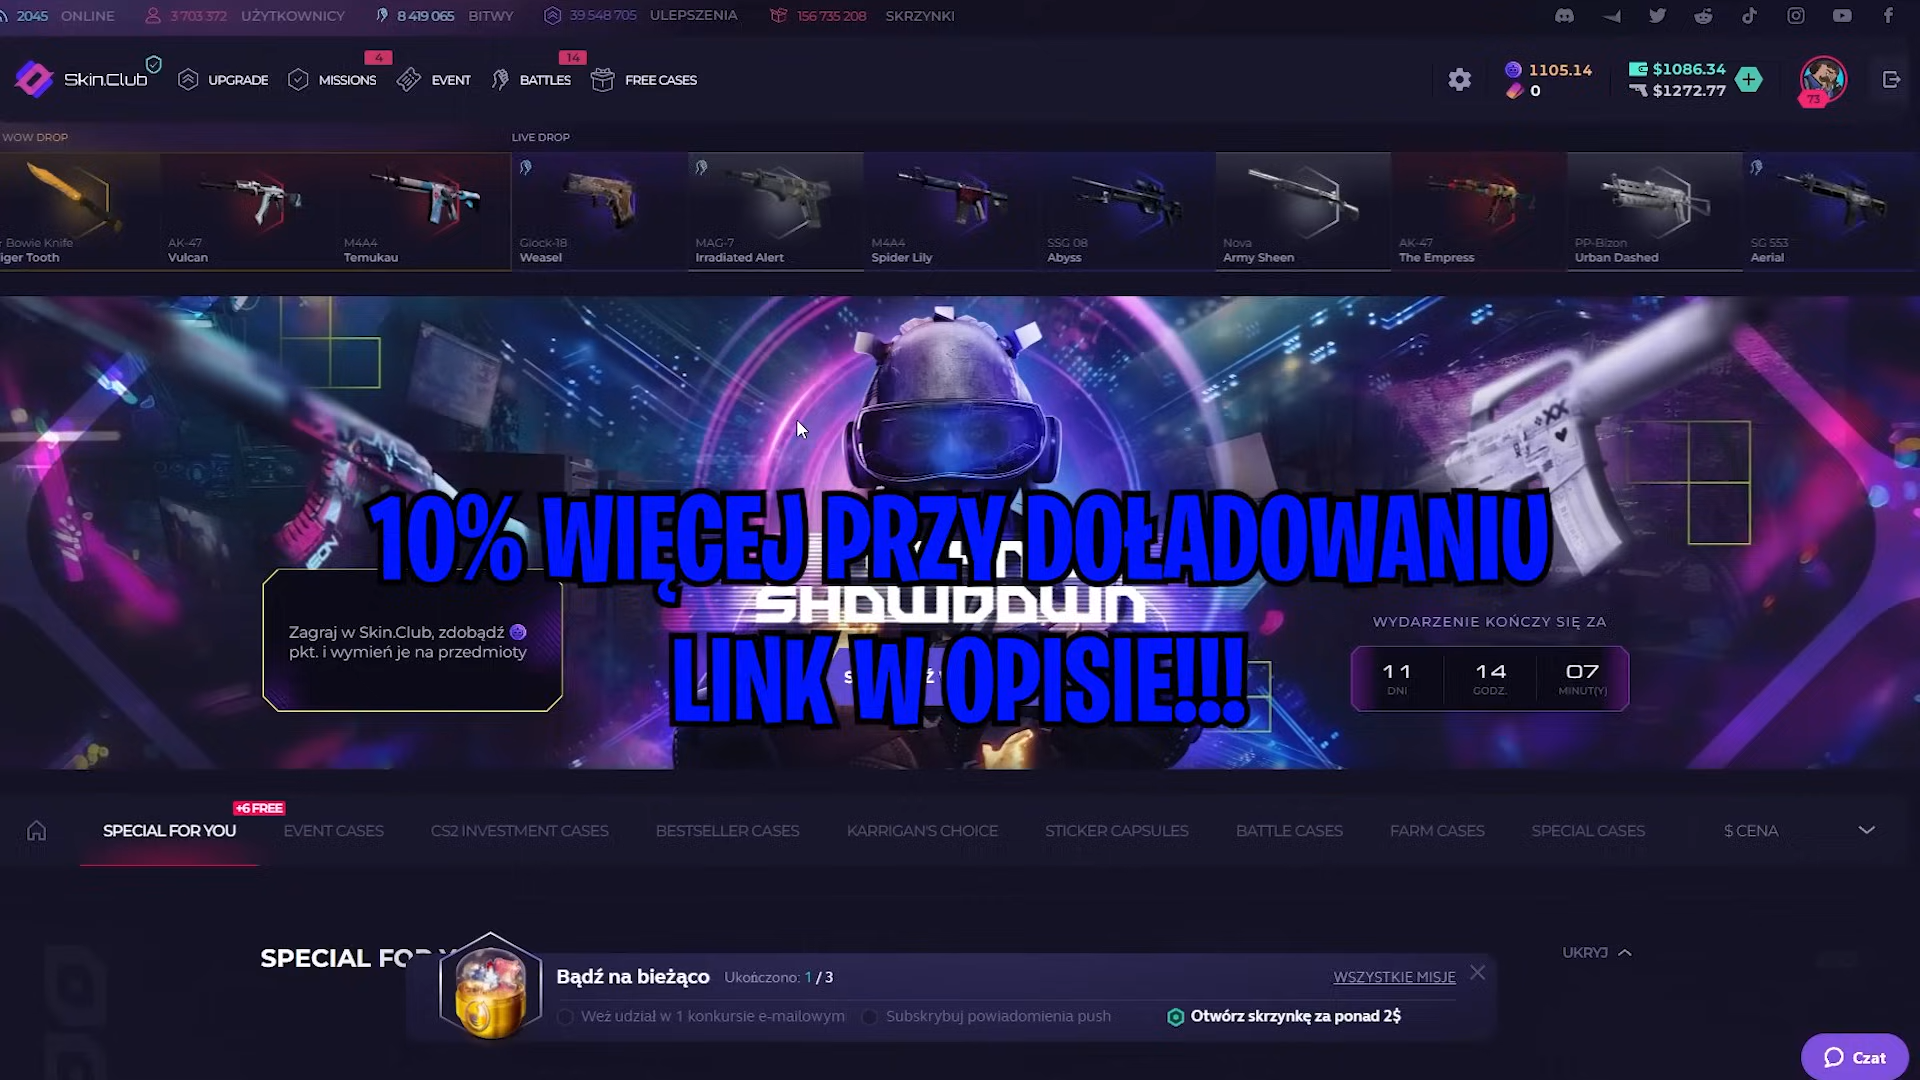 2045 ONLINE 3 703 372 UŻYTKOWNICY 8 419 065 BITWY 39 548 705 ULEPSZENIA 156 735 208 SKRZYNKI
4 14
Skin.Club UPGRADE MISSIONS EVENT BATTLES FREE CASES
1105.14 $1086.34
0 $1272.77
73
WOW DROP LIVE DROP
Bowie Knife AK-47 M4A4 Glock-18 MAG-7 M4A4 SSG 08 Nova AK-47 PP-Bizon SG 553
iger Tooth Vulcan Temukau Weasel Irradiated Alert Spider Lily Abyss Army Sheen The Empress Urban Dashed Aerial
10% WIĘCEJ PRZY DOŁADOWANIU
SHOWDOWN
LINK W OPISIE!!!
Zagraj w Skin.Club, zdobądź
pkt. i wymień je na przedmioty
WYDARZENIE KOŃCZY SIĘ ZA
11 14 07
DNI GODZ. MINUT(Y)
+6 FREE
SPECIAL FOR YOU EVENT CASES CS2 INVESTMENT CASES BESTSELLER CASES KARRIGAN'S CHOICE STICKER CAPSULES BATTLE CASES FARM CASES SPECIAL CASES $ CENA
SPECIAL FOR UKRYJ
Bądź na bieżąco Ukończono: 1 / 3 WSZYSTKIE MISJE
Weź udział w 1 konkursie e-mailowym Subskrybuj powiadomienia push Otwórz skrzynkę za ponad 2$
Czat